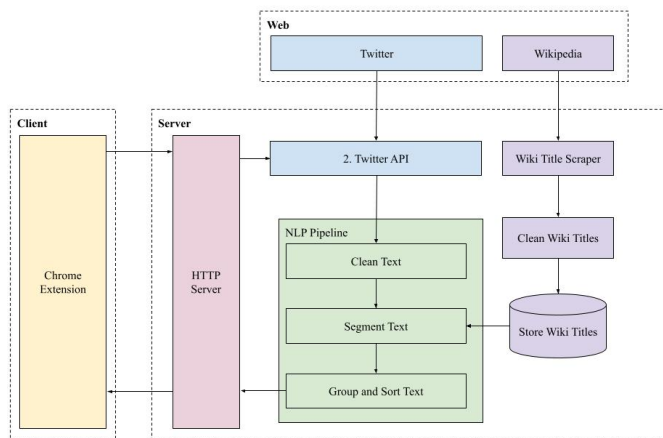 Web
Twitter
Wikipedia
Client
Server
2. Twitter API
Wiki Title Scraper
NLP Pipeline
Clean Text
Clean Wiki Titles
Chrome
Extension
HTTP
Server
Segment Text
Store Wiki Titles
Group and Sort Text